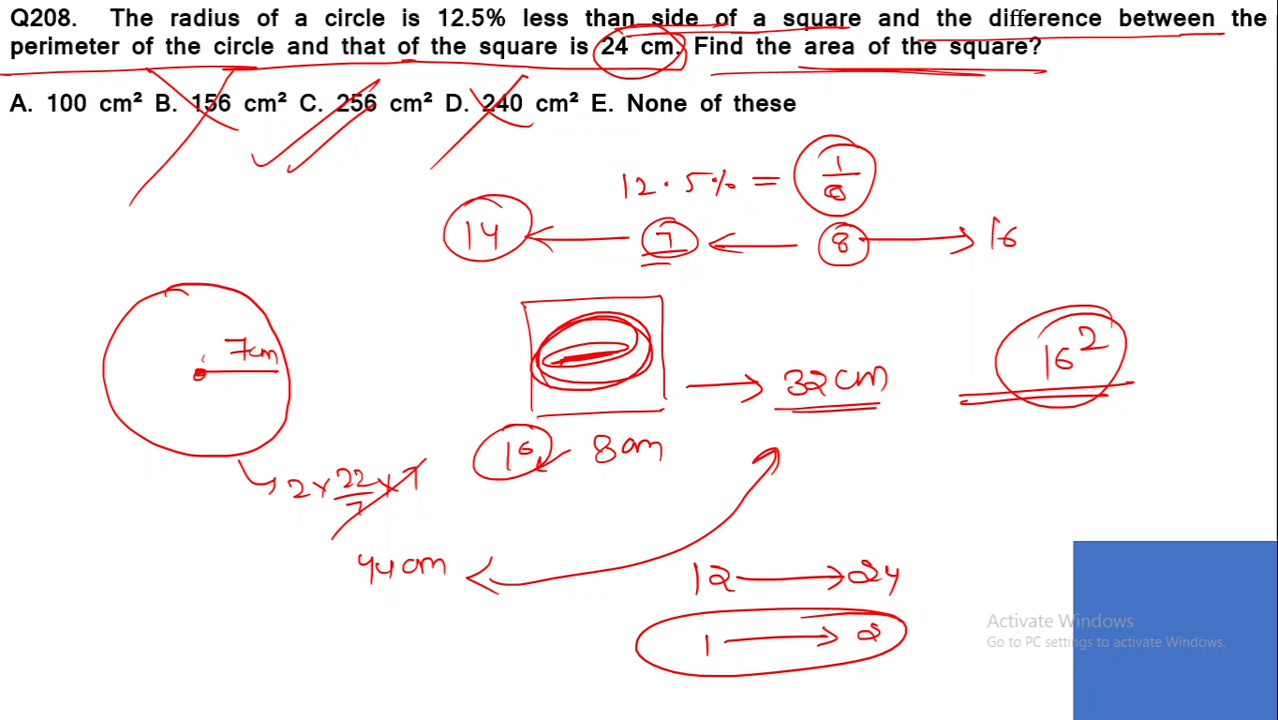 Q208. The radius of a circle is 12.5% less than side of a square and the difference between the
perimeter of the circle and that of the square is 24 cm. Find the area of the square?
A. 100 cm² B. 156 cm² C. 256 cm² D. 240 cm² E. None of these
12.5% = 1/8
14 ← 7 ← 8 → 16
7cm
→ 32cm
16²
16 8cm
2 × 22/7 × 7
44cm
12 → 24
1 → 2
Activate Windows
Go to PC settings to activate Windows.